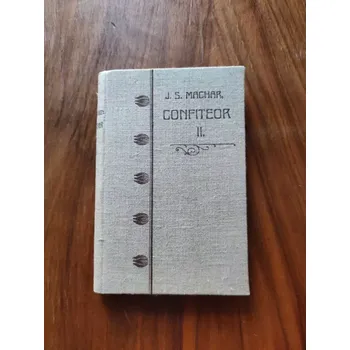 J. S. MACHAR,
CONFITEOR
II.